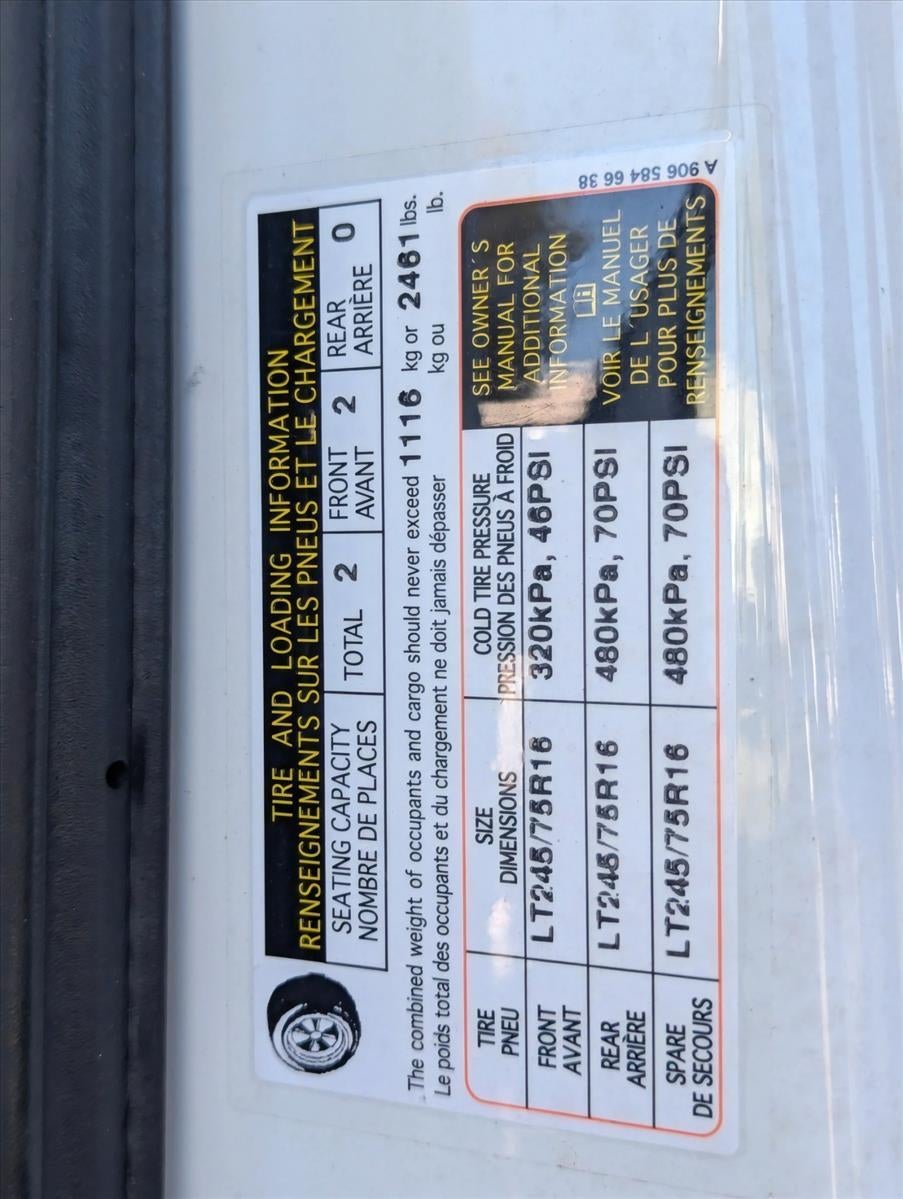 TIRE AND LOADING INFORMATION
RENSEIGNEMENTS SUR LES PNEUS ET LE CHARGEMENT
SEATING CAPACITY
NOMBRE DE PLACES
TOTAL 2
FRONT
AVANT
2
REAR
ARRIÈRE
0
The combined weight of occupants and cargo should never exceed 1116 kg or 2461 lbs.
Le poids total des occupants et du chargement ne doit jamais dépasser kg ou lb.
TIRE
PNEU
SIZE
DIMENSIONS
COLD TIRE PRESSURE
PRESSION DES PNEUS À FROID
FRONT
AVANT
LT245/75R16
320kPa, 46PSI
REAR
ARRIÈRE
LT245/75R16
480kPa, 70PSI
SPARE
DE SECOURS
LT245/75R16
480kPa, 70PSI
SEE OWNER´S
MANUAL FOR
ADDITIONAL
INFORMATION
VOIR LE MANUEL
DE L´USAGER
POUR PLUS DE
RENSEIGNEMENTS
A 906 584 66 38